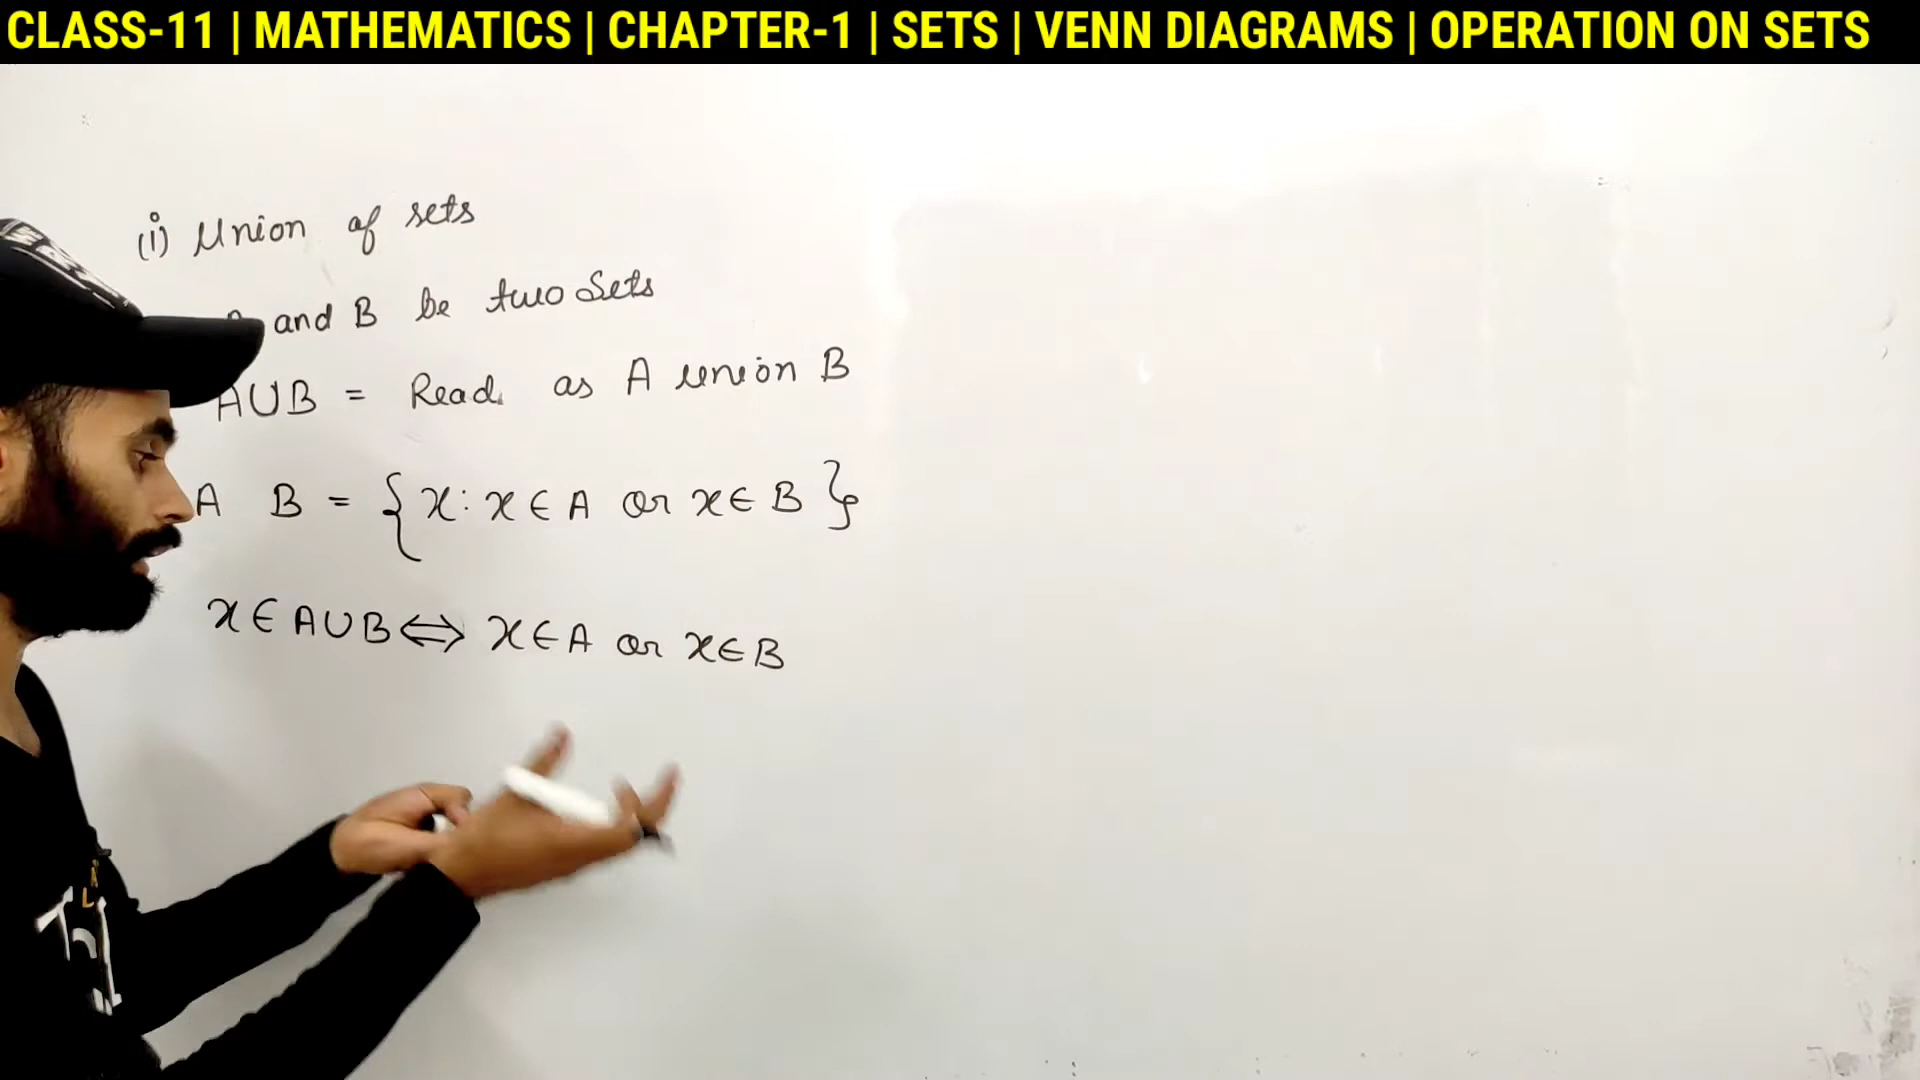 CLASS-11 | MATHEMATICS | CHAPTER-1 | SETS | VENN DIAGRAMS | OPERATION ON SETS
(i) Union of sets
and B be two Sets
AUB = Read as A union B
A B = {x: x∈A or x∈B}
x∈AUB⇔x∈A or x∈B